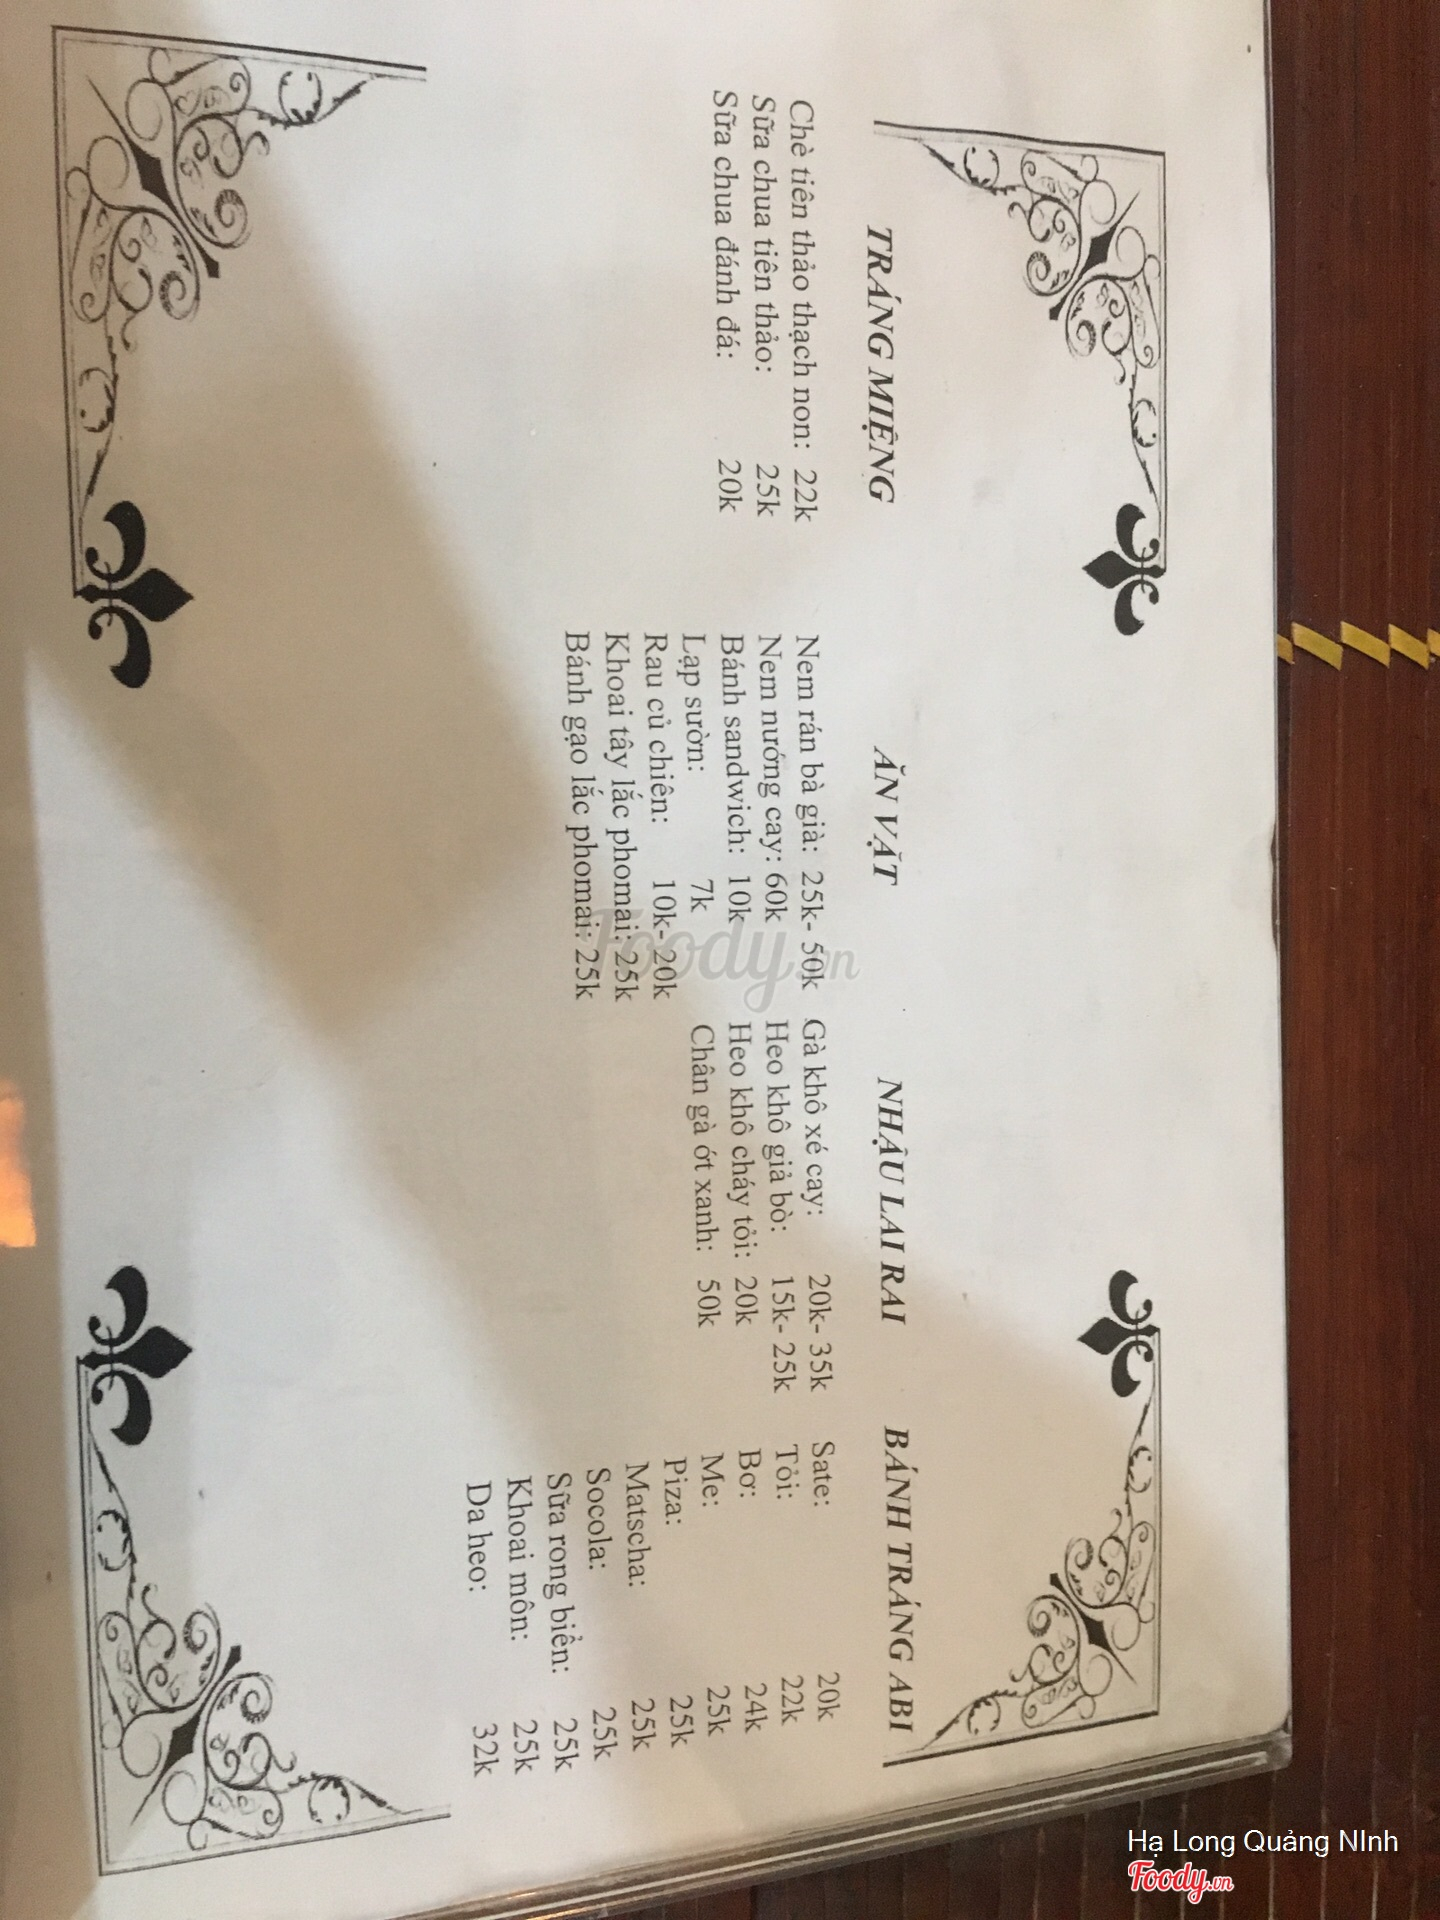 TRÁNG MIỆNG
Chè tiên thảo thạch non: 22k
Sữa chua tiên thảo: 25k
Sữa chua đánh đá: 20k
ĂN VẶT
Nem rán bà già: 25k- 50k
Nem nướng cay: 60k
Bánh sandwich: 10k
Lạp sườn: 7k
Rau củ chiên: 10k- 20k
Khoai tây lắc phomai: 25k
Bánh gạo lắc phomai: 25k
NHẬU LAI RAI
Gà khô xé cay: 20k- 35k
Heo khô giả bò: 15k- 25k
Heo khô cháy tỏi: 20k
Chân gà ớt xanh: 50k
BÁNH TRÁNG ABI
Sate: 20k
Tỏi: 22k
Bơ: 24k
Me: 25k
Piza: 25k
Matscha: 25k
Socola: 25k
Sữa rong biển: 25k
Khoai môn: 25k
Da heo: 32k
Foody.vn
Hạ Long Quảng NInh
Foody.vn